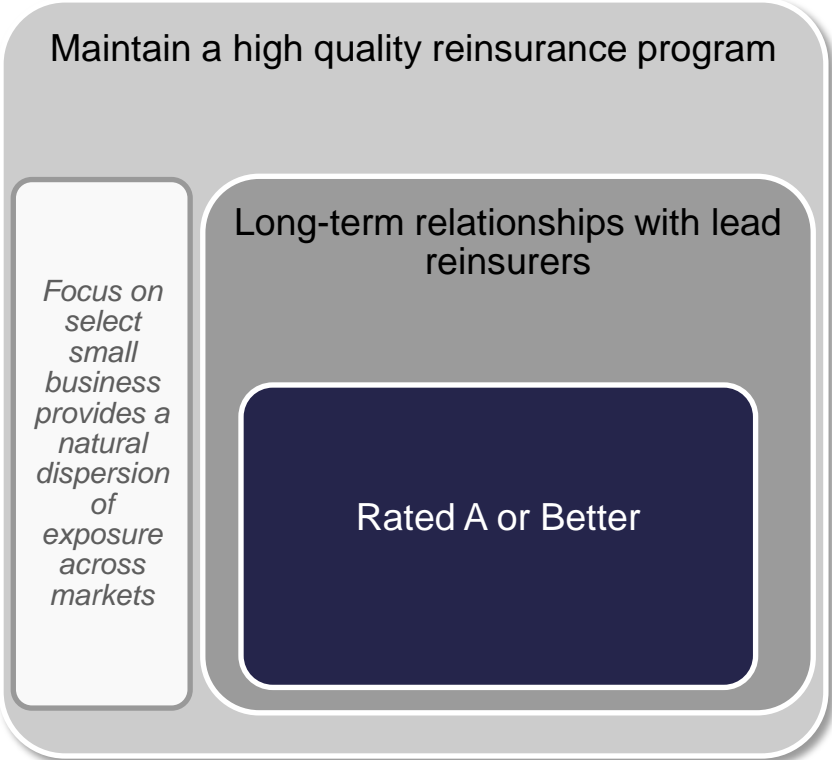 Maintain a high quality reinsurance program
Focus on
select
small
business
provides a
natural
dispersion
of
exposure
across
markets
Long-term relationships with lead
reinsurers
Rated A or Better